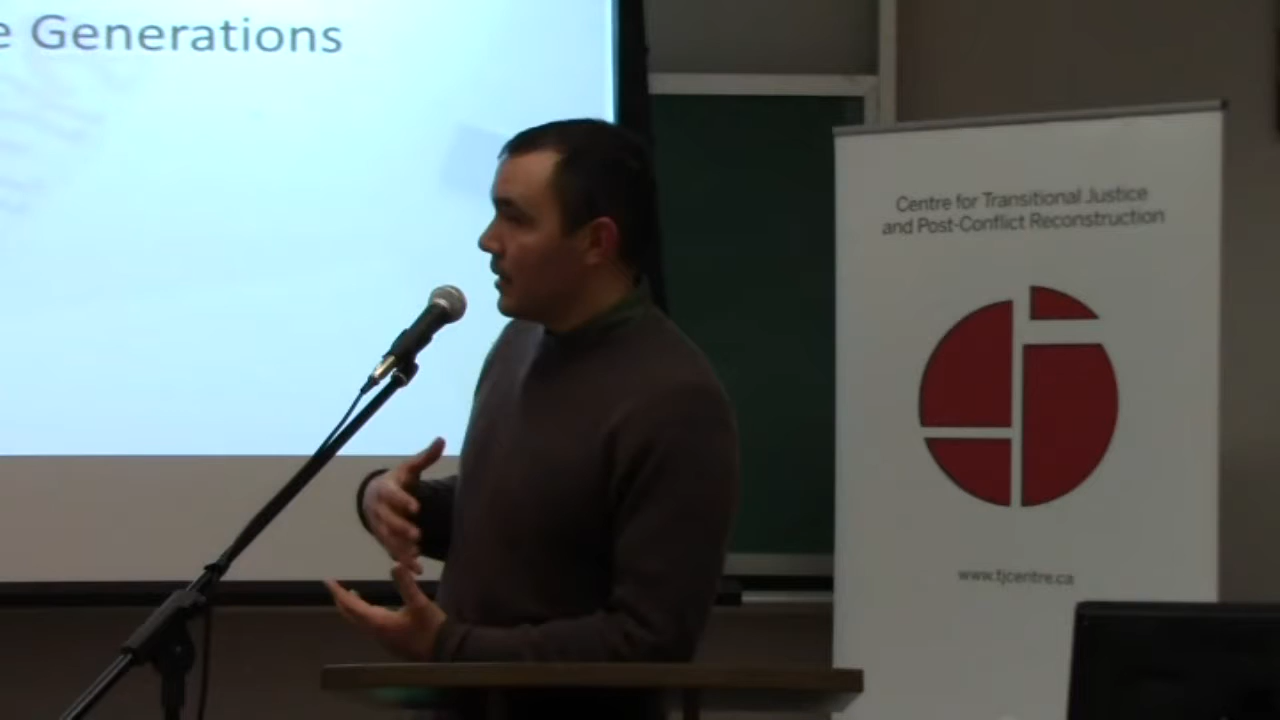 e Generations
Centre for Transitional Justice
and Post-Conflict Reconstruction
www.tjcentre.ca